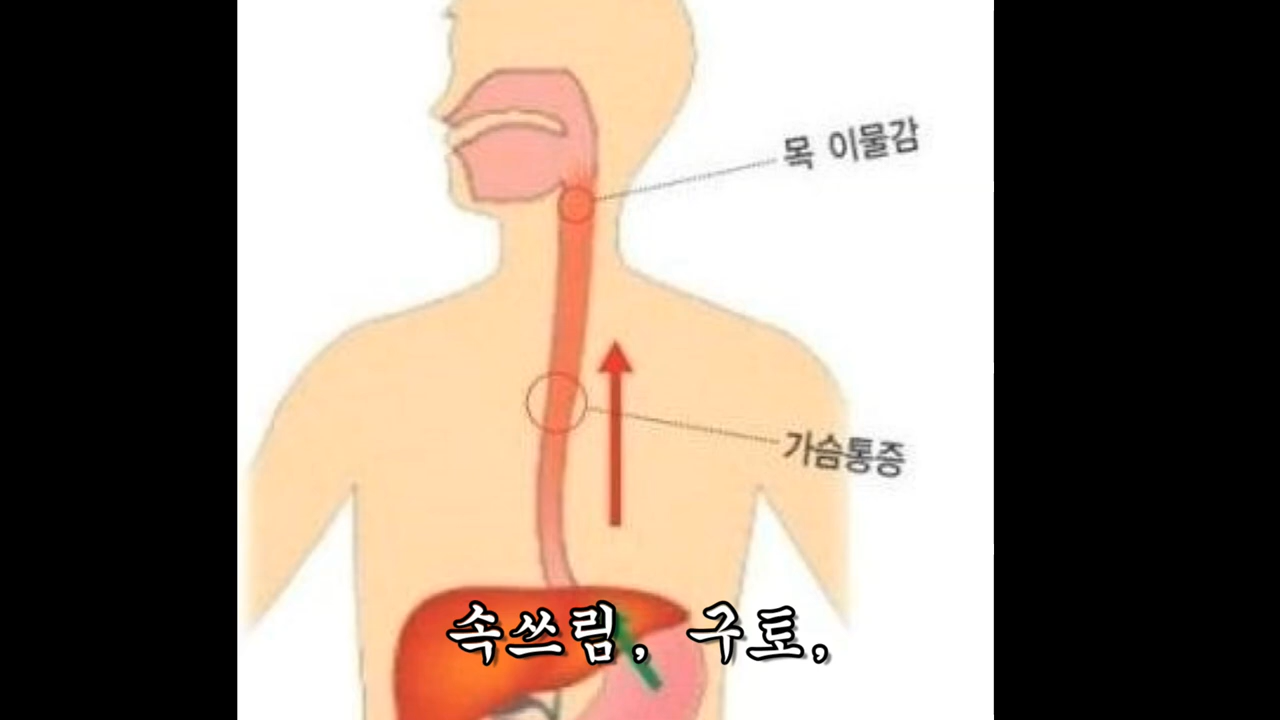 목 이물감
가슴통증
속쓰림, 구토,